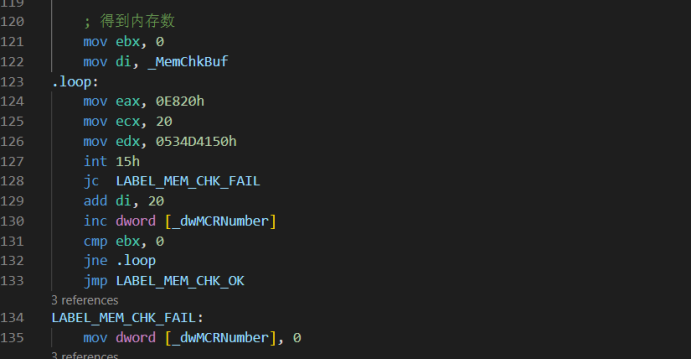 119
120 ; 得到内存数
121 mov ebx, 0
122 mov di, _MemChkBuf
123 .loop:
124 mov eax, 0E820h
125 mov ecx, 20
126 mov edx, 0534D4150h
127 int 15h
128 jc LABEL_MEM_CHK_FAIL
129 add di, 20
130 inc dword [_dwMCRNumber]
131 cmp ebx, 0
132 jne .loop
133 jmp LABEL_MEM_CHK_OK
3 references
134 LABEL_MEM_CHK_FAIL:
135 mov dword [_dwMCRNumber], 0
3 references